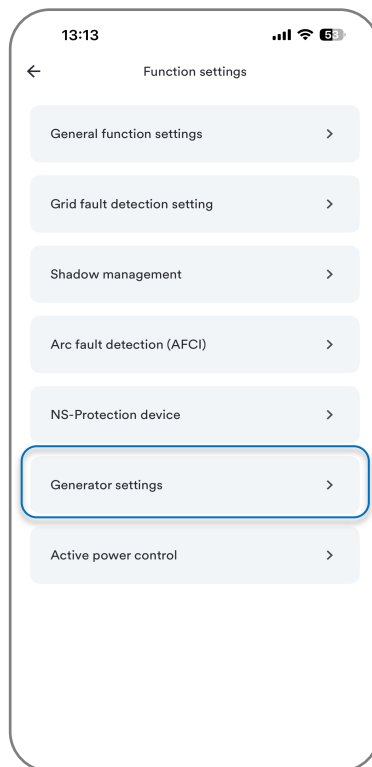 13:13
53
Function settings
General function settings
Grid fault detection setting
Shadow management
Arc fault detection (AFCI)
NS-Protection device
Generator settings
Active power control